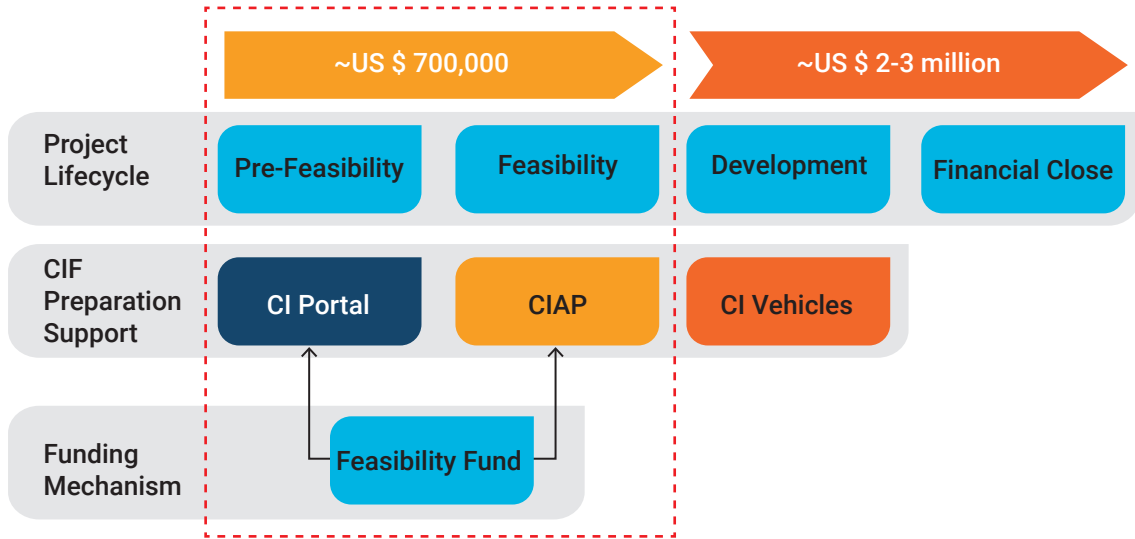 ~US $ 700,000
~US $ 2-3 million
Project
Lifecycle
Pre-Feasibility
Feasibility
Development
Financial Close
CIF
Preparation
Support
CI Portal
CIAP
CI Vehicles
Funding
Mechanism
Feasibility Fund